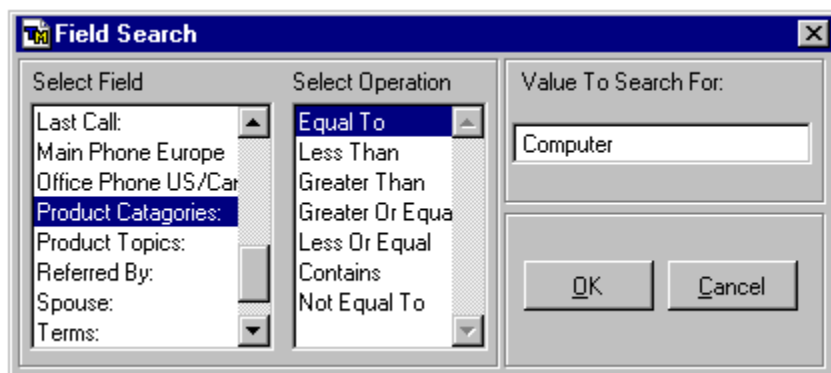 Field Search
Select Field
Last Call:
Main Phone Europe
Office Phone US/Car
Product Catagories:
Product Topics:
Referred By:
Spouse:
Terms:
Select Operation
Equal To
Less Than
Greater Than
Greater Or Equa
Less Or Equal
Contains
Not Equal To
Value To Search For:
Computer
OK
Cancel